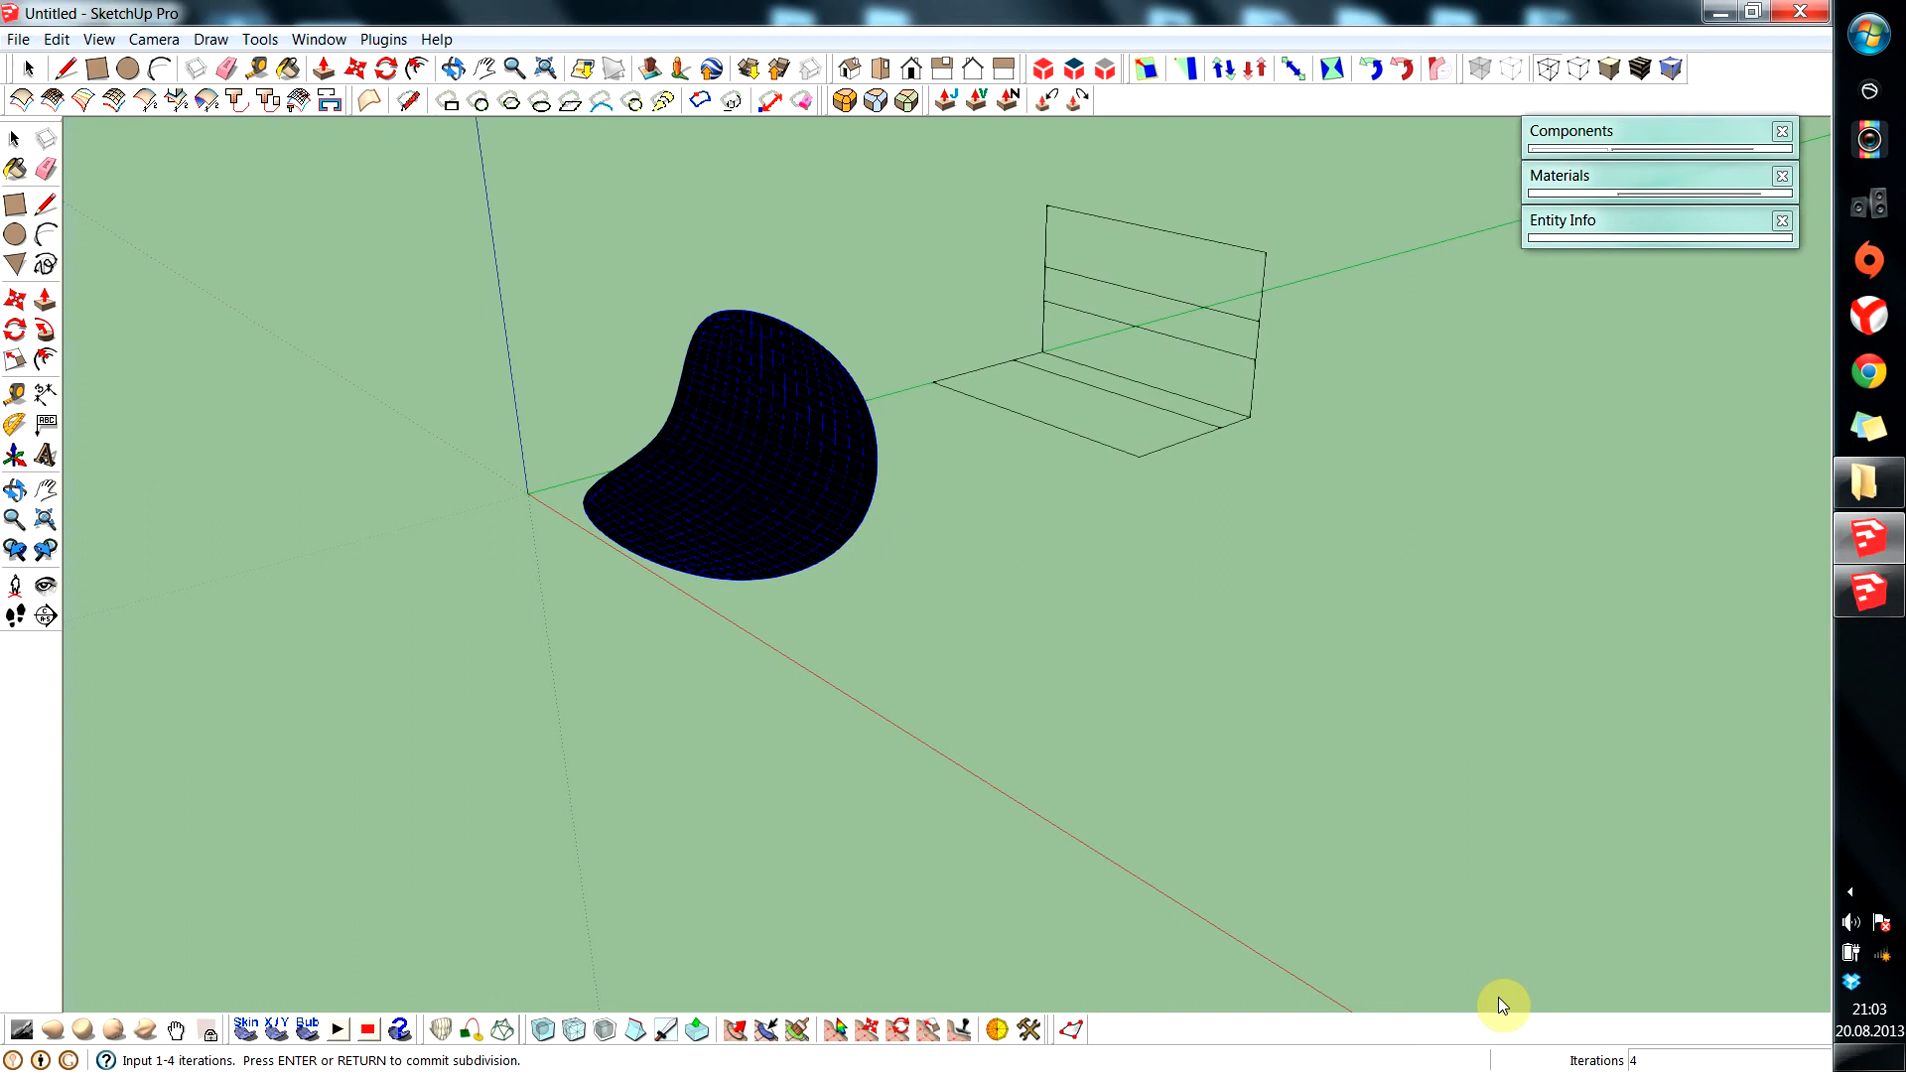 Untitled - SketchUp Pro
File Edit View Camera Draw Tools Window Plugins Help
J V N
Components
Materials
Entity Info
ABC
A
Skin X/Y Bub
Input 1-4 iterations. Press ENTER or RETURN to commit subdivision.
Iterations 4
21:03
20.08.2013